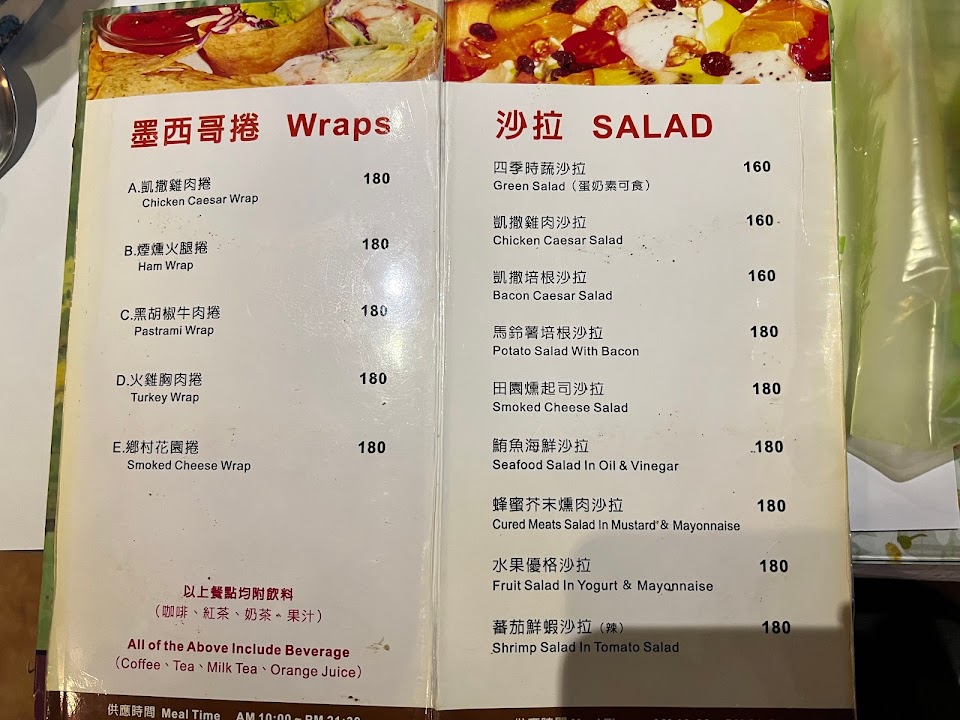 墨西哥捲 Wraps
A.凱撒雞肉捲 180
Chicken Caesar Wrap
B.煙燻火腿捲 180
Ham Wrap
C.黑胡椒牛肉捲 180
Pastrami Wrap
D.火雞胸肉捲 180
Turkey Wrap
E.鄉村花園捲 180
Smoked Cheese Wrap
以上餐點均附飲料
（咖啡、紅茶、奶茶、果汁）
All of the Above Include Beverage
（Coffee、Tea、Milk Tea、Orange Juice）
供應時間 Meal Time AM 10:00 ~ PM
沙拉 SALAD
四季時蔬沙拉 160
Green Salad（蛋奶素可食）
凱撒雞肉沙拉 160
Chicken Caesar Salad
凱撒培根沙拉 160
Bacon Caesar Salad
馬鈴薯培根沙拉 180
Potato Salad With Bacon
田園燻起司沙拉 180
Smoked Cheese Salad
鮪魚海鮮沙拉 180
Seafood Salad In Oil & Vinegar
蜂蜜芥末燻肉沙拉 180
Cured Meats Salad In Mustard & Mayonnaise
水果優格沙拉 180
Fruit Salad In Yogurt & Mayonnaise
蕃茄鮮蝦沙拉（辣） 180
Shrimp Salad In Tomato Salad